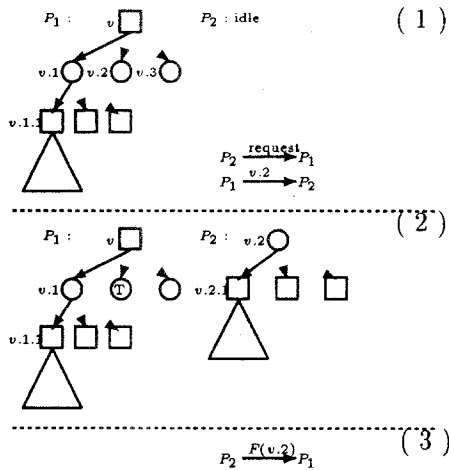 P1 : v P2 : idle ( 1 )
v.1 v.2 v.3
v.1.1
P2 request P1
P1 v.2 P2
( 2 )
P1 : v P2 : v.2
v.1 T v.2.1
v.1.1
( 3 )
P2 F(v.2) P1